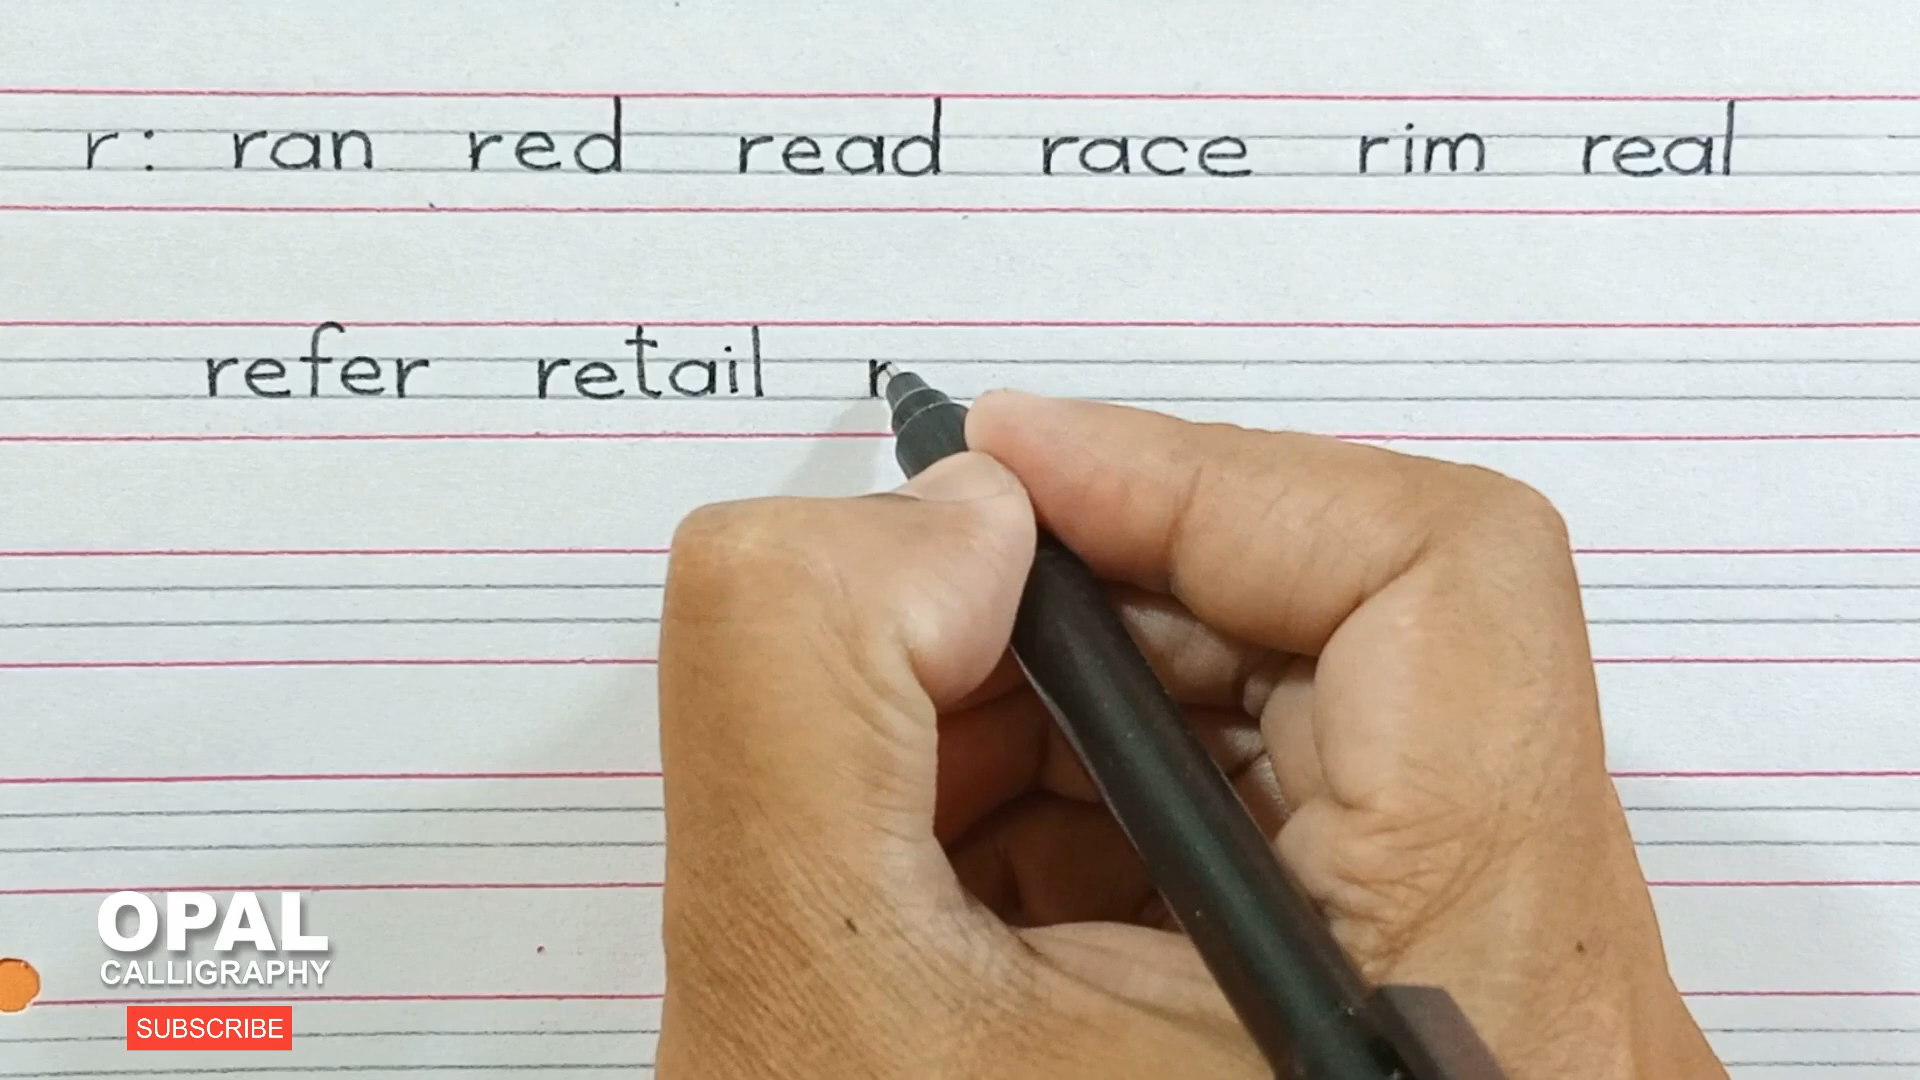 r: ran red read race rim real
refer retail r
OPAL
CALLIGRAPHY
SUBSCRIBE